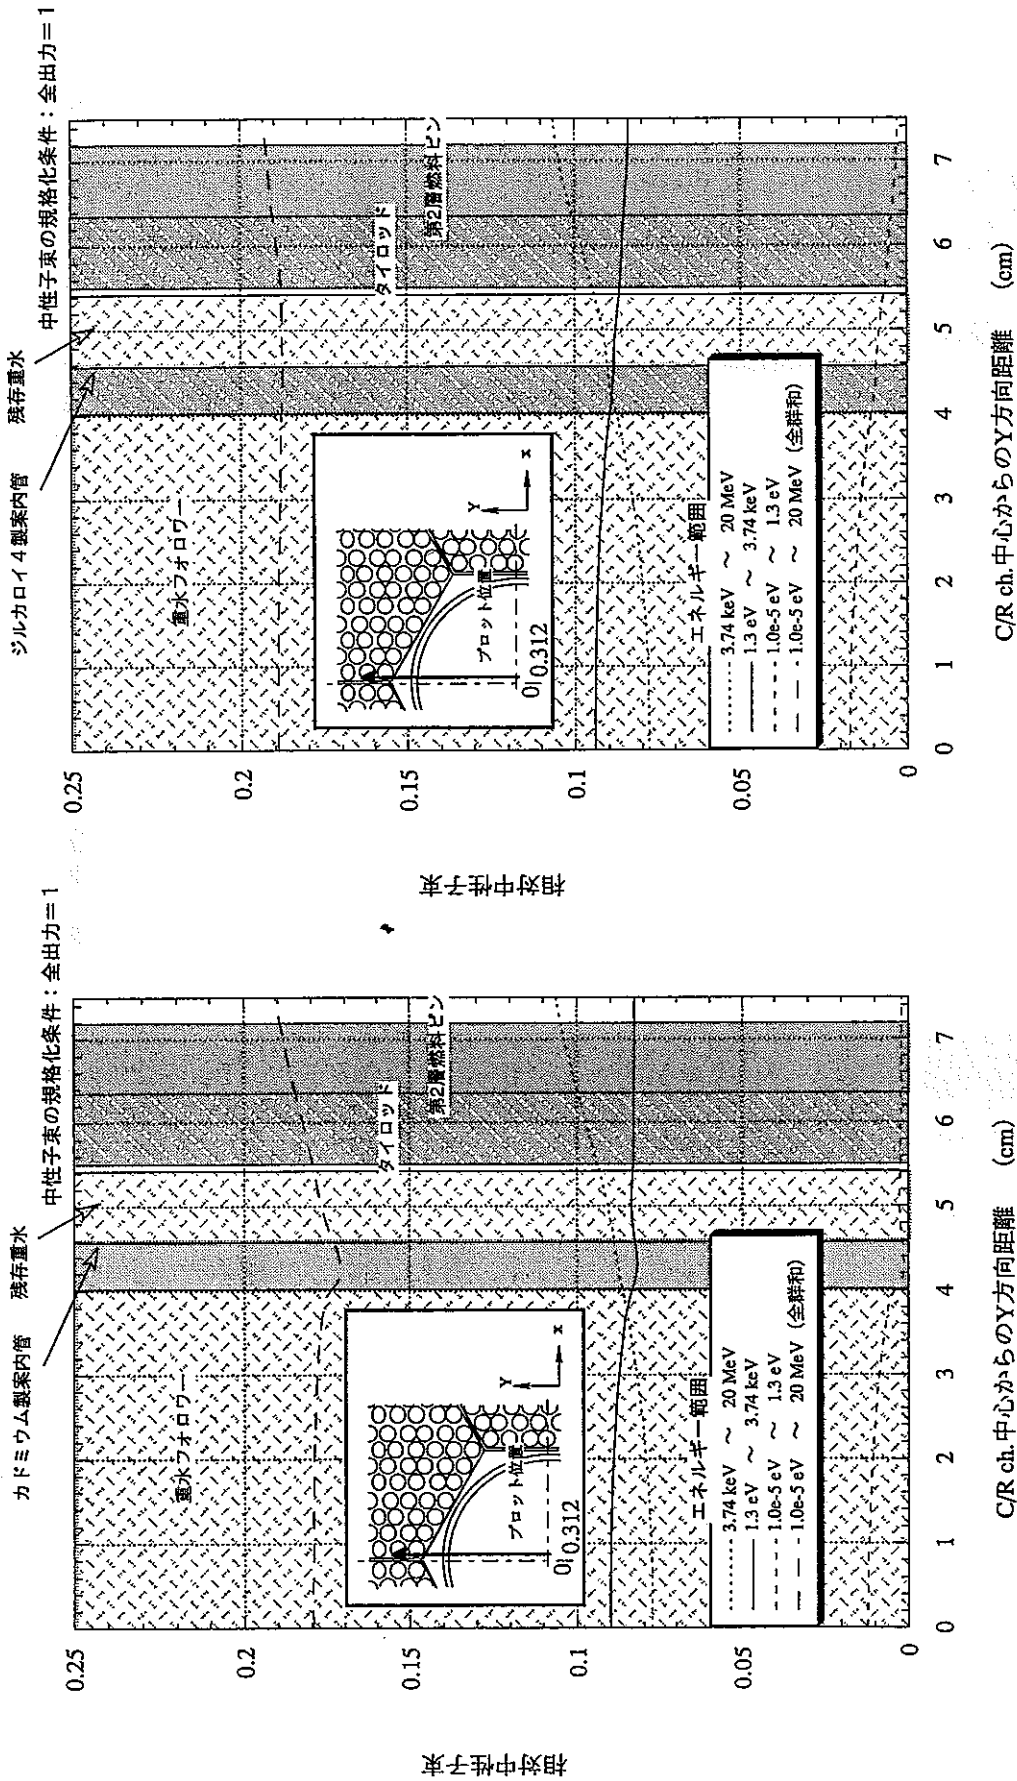 カドミウム製案内管
残存重水
中性子束の規格化条件：全出力＝1
重水フォロワー
タイロッド
第2層燃料ピン
プロット位置
Y
x
0
0.312
エネルギー範囲
3.74 keV ～ 20 MeV
1.3 eV ～ 3.74 keV
1.0e-5 eV ～ 1.3 eV
1.0e-5 eV ～ 20 MeV (全群和)
0.25
0.2
0.15
0.1
0.05
0
相対中性子束
0 1 2 3 4 5 6 7
C/R ch.中心からのY方向距離 (cm)
ジルカロイ4製案内管
残存重水
中性子束の規格化条件：全出力＝1
重水フォロワー
タイロッド
第2層燃料ピン
プロット位置
Y
x
0
0.312
エネルギー範囲
3.74 keV ～ 20 MeV
1.3 eV ～ 3.74 keV
1.0e-5 eV ～ 1.3 eV
1.0e-5 eV ～ 20 MeV (全群和)
0.25
0.2
0.15
0.1
0.05
0
相対中性子束
0 1 2 3 4 5 6 7
C/R ch.中心からのY方向距離 (cm)